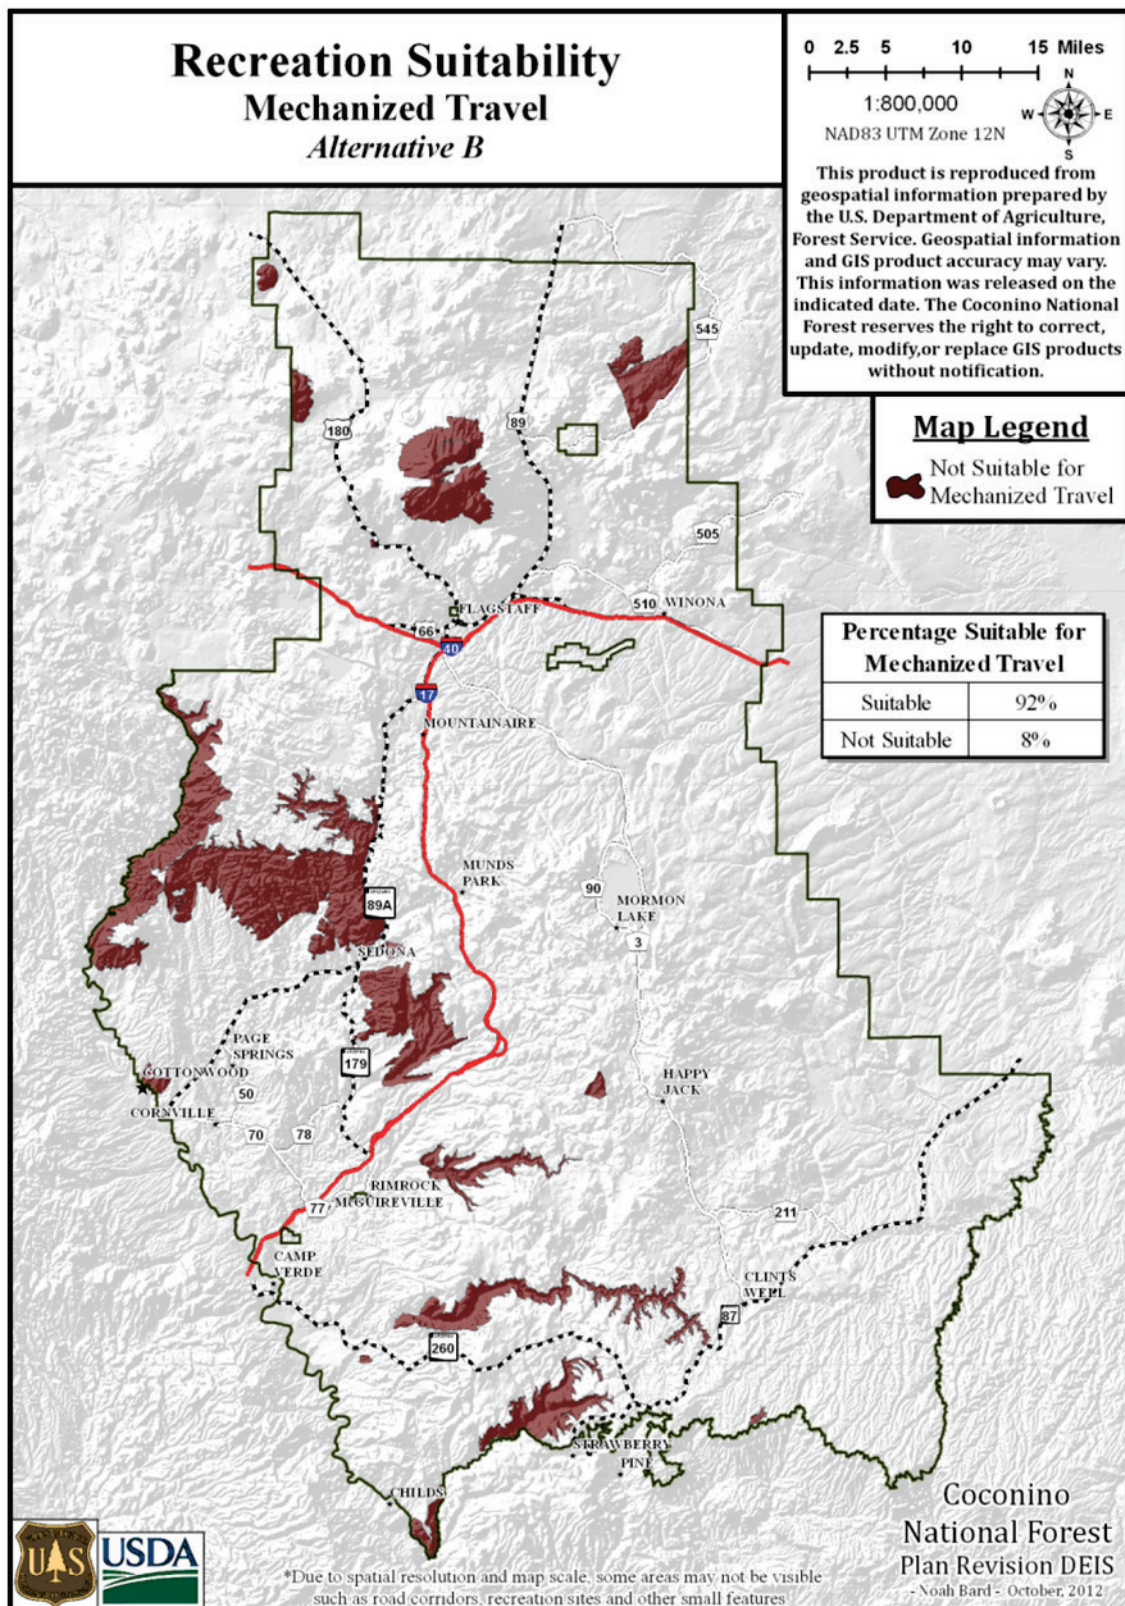 Recreation Suitability
Mechanized Travel
Alternative B
0 2.5 5 10 15 Miles
1:800,000
NAD83 UTM Zone 12N
N
W E
S
This product is reproduced from
geospatial information prepared by
the U.S. Department of Agriculture,
Forest Service. Geospatial information
and GIS product accuracy may vary.
This information was released on the
indicated date. The Coconino National
Forest reserves the right to correct,
update, modify,or replace GIS products
without notification.
Map Legend
Not Suitable for
Mechanized Travel
545
89
180
505
510
WINONA
FLAGSTAFF
66
40
17
MOUNTAINAIRE
Percentage Suitable for
Mechanized Travel
Suitable 92%
Not Suitable 8%
MUNDS
PARK
90
89A
MORMON
LAKE
3
SEDONA
PAGE
SPRINGS
179
COTTONWOOD
HAPPY
JACK
50
CORNVILLE
70
78
RIMROCK
MCGUIREVILLE
77
211
CAMP
VERDE
CLINTS
WELL
87
260
STRAWBERRY
PINE
CHILDS
Coconino
National Forest
Plan Revision DEIS
- Noah Bard - October, 2012
U S
USDA
*Due to spatial resolution and map scale, some areas may not be visible
such as road corridors, recreation sites and other small features